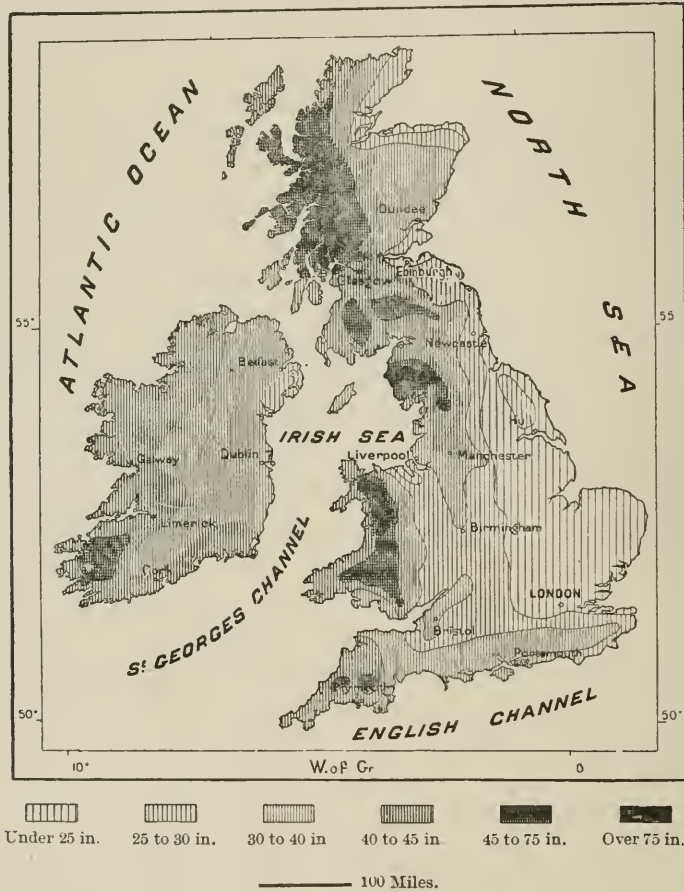 ATLANTIC OCEAN
NORTH
SEA
Dundee
Edinburgh
Glasgow
55°
55
Newcastle
Belfast
IRISH SEA
Hull
Galway
Dublin
Liverpool
Manchester
Limerick
Birmingham
Cork
ST GEORGES CHANNEL
LONDON
Bristol
Portsmouth
50°
50°
ENGLISH CHANNEL
10°
W. of Gr
0
Under 25 in.
25 to 30 in.
30 to 40 in
40 to 45 in.
45 to 75 in.
Over 75 in.
100 Miles.